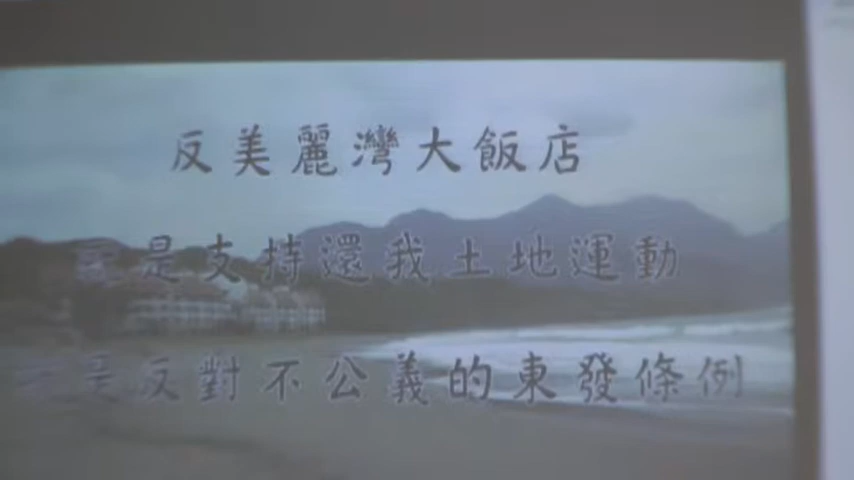 反美麗灣大飯店
是支持還我土地運動
是反對不公義的東發條例